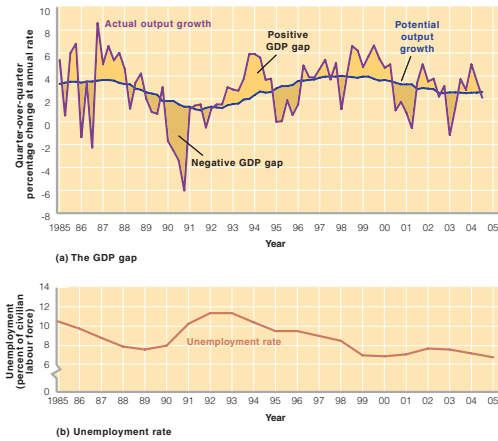 Quarter-over-quarter
percentage change at annual rate
10
8
6
4
2
0
-2
-4
-6
-8
Actual output growth
Positive
GDP gap
Potential
output
growth
Negative GDP gap
1985 86 87 88 89 90 91 92 93 94 95 96 97 98 99 00 01 02 03 04 05
Year
(a) The GDP gap
Unemployment
(percent of civilian
labour force)
14
12
10
8
6
0
Unemployment rate
1985 86 87 88 89 90 91 92 93 94 95 96 97 98 99 00 01 02 03 04 05
Year
(b) Unemployment rate